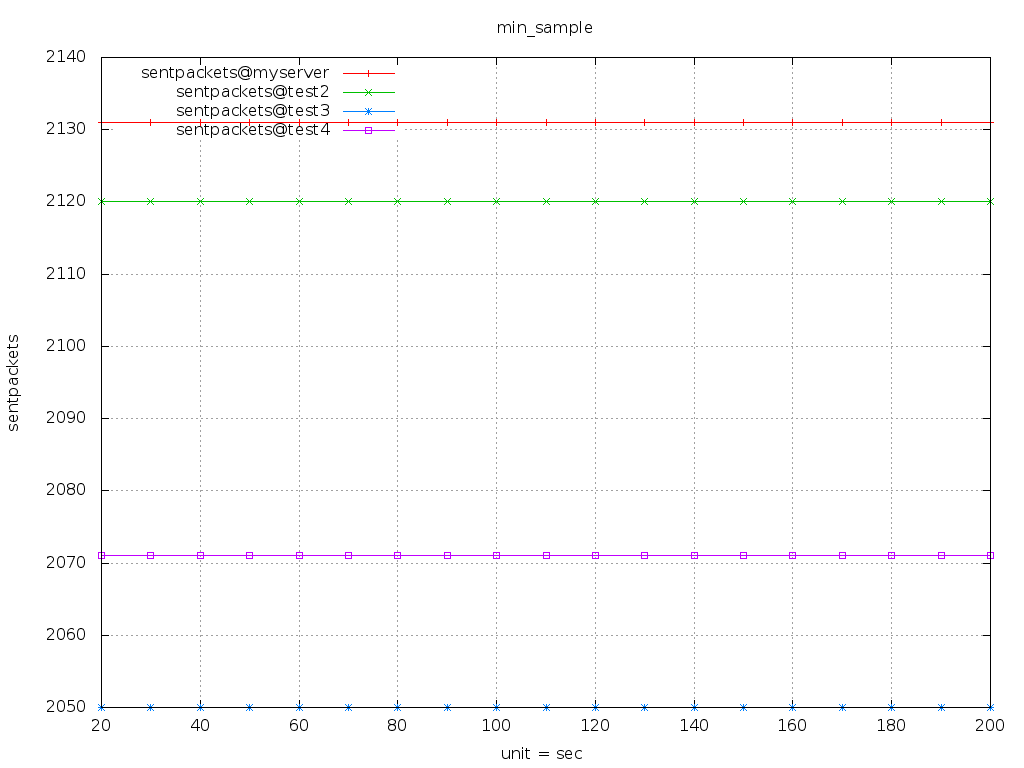 min_sample
2140
2130
2120
2110
2100
2090
2080
2070
2060
2050
sentpackets
sentpackets@myserver
sentpackets@test2
sentpackets@test3
sentpackets@test4
20 40 60 80 100 120 140 160 180 200
unit = sec